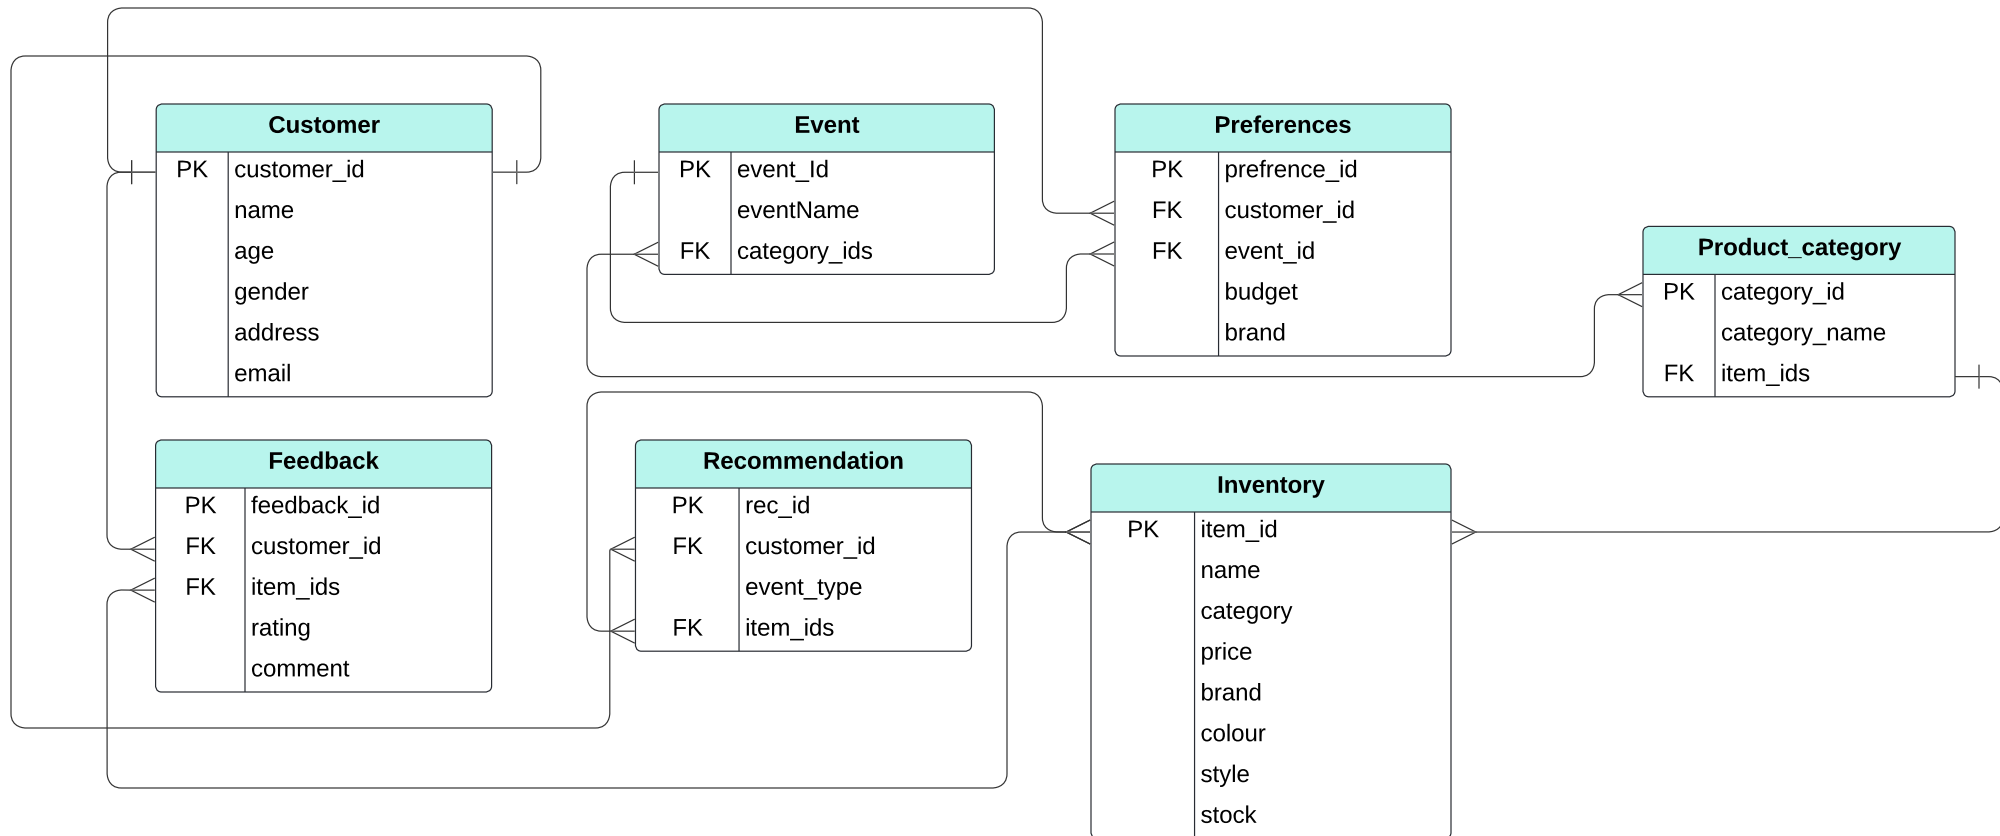 Customer
PK customer_id
name
age
gender
address
email
Event
PK event_Id
eventName
FK category_ids
Preferences
PK prefrence_id
FK customer_id
FK event_id
budget
brand
Product_category
PK category_id
category_name
FK item_ids
Feedback
PK feedback_id
FK customer_id
FK item_ids
rating
comment
Recommendation
PK rec_id
FK customer_id
event_type
FK item_ids
Inventory
PK item_id
name
category
price
brand
colour
style
stock